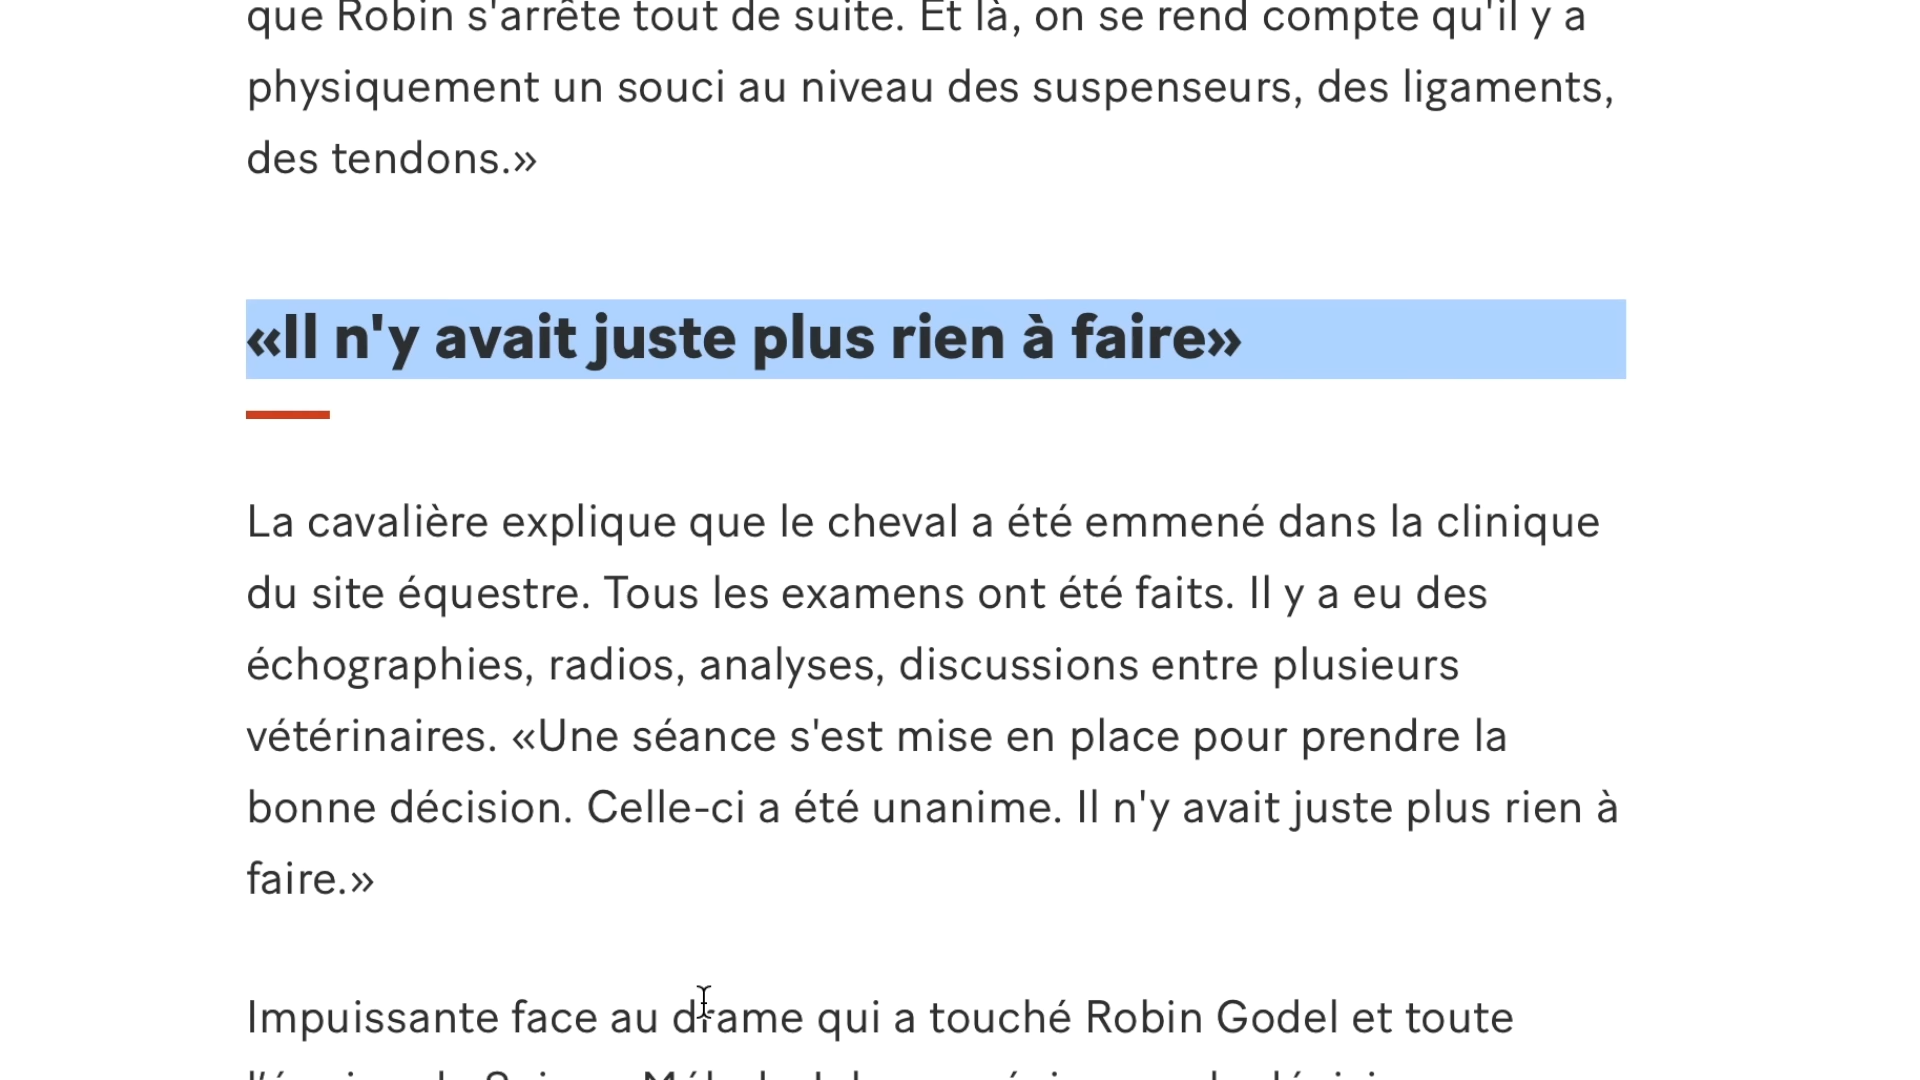 que Robin s'arrête tout de suite. Et là, on se rend compte qu'il y a
physiquement un souci au niveau des suspenseurs, des ligaments,
des tendons.»
«Il n'y avait juste plus rien à faire»
La cavalière explique que le cheval a été emmené dans la clinique
du site équestre. Tous les examens ont été faits. Il y a eu des
échographies, radios, analyses, discussions entre plusieurs
vétérinaires. «Une séance s'est mise en place pour prendre la
bonne décision. Celle-ci a été unanime. Il n'y avait juste plus rien à
faire.»
Impuissante face au drame qui a touché Robin Godel et toute